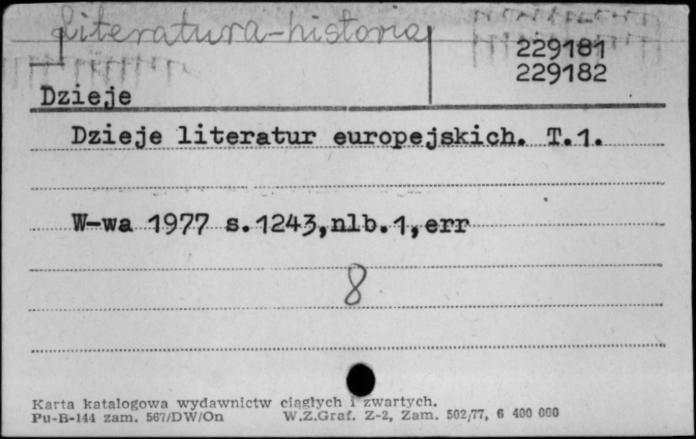 Literatura-historia
229181
229182
Dzieje
Dzieje literatur europejskich. T.1.
W-wa 1977 s.1243,nlb.1,err
8
Karta katalogowa wydawnictw ciągłych i zwartych.
Pu-B-144 zam. 567/DW/On W.Z.Graf. Z-2, Zam. 502/77, 6 400 000